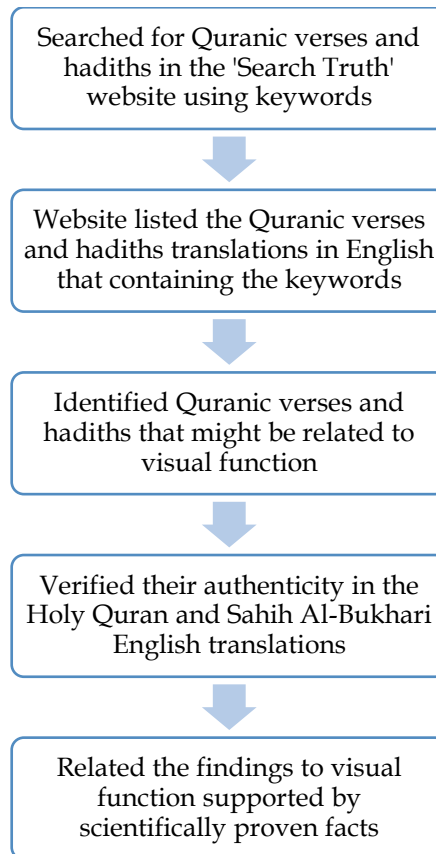 Searched for Quranic verses and
hadiths in the 'Search Truth'
website using keywords
Website listed the Quranic verses
and hadiths translations in English
that containing the keywords
Identified Quranic verses and
hadiths that might be related to
visual function
Verified their authenticity in the
Holy Quran and Sahih Al-Bukhari
English translations
Related the findings to visual
function supported by
scientifically proven facts